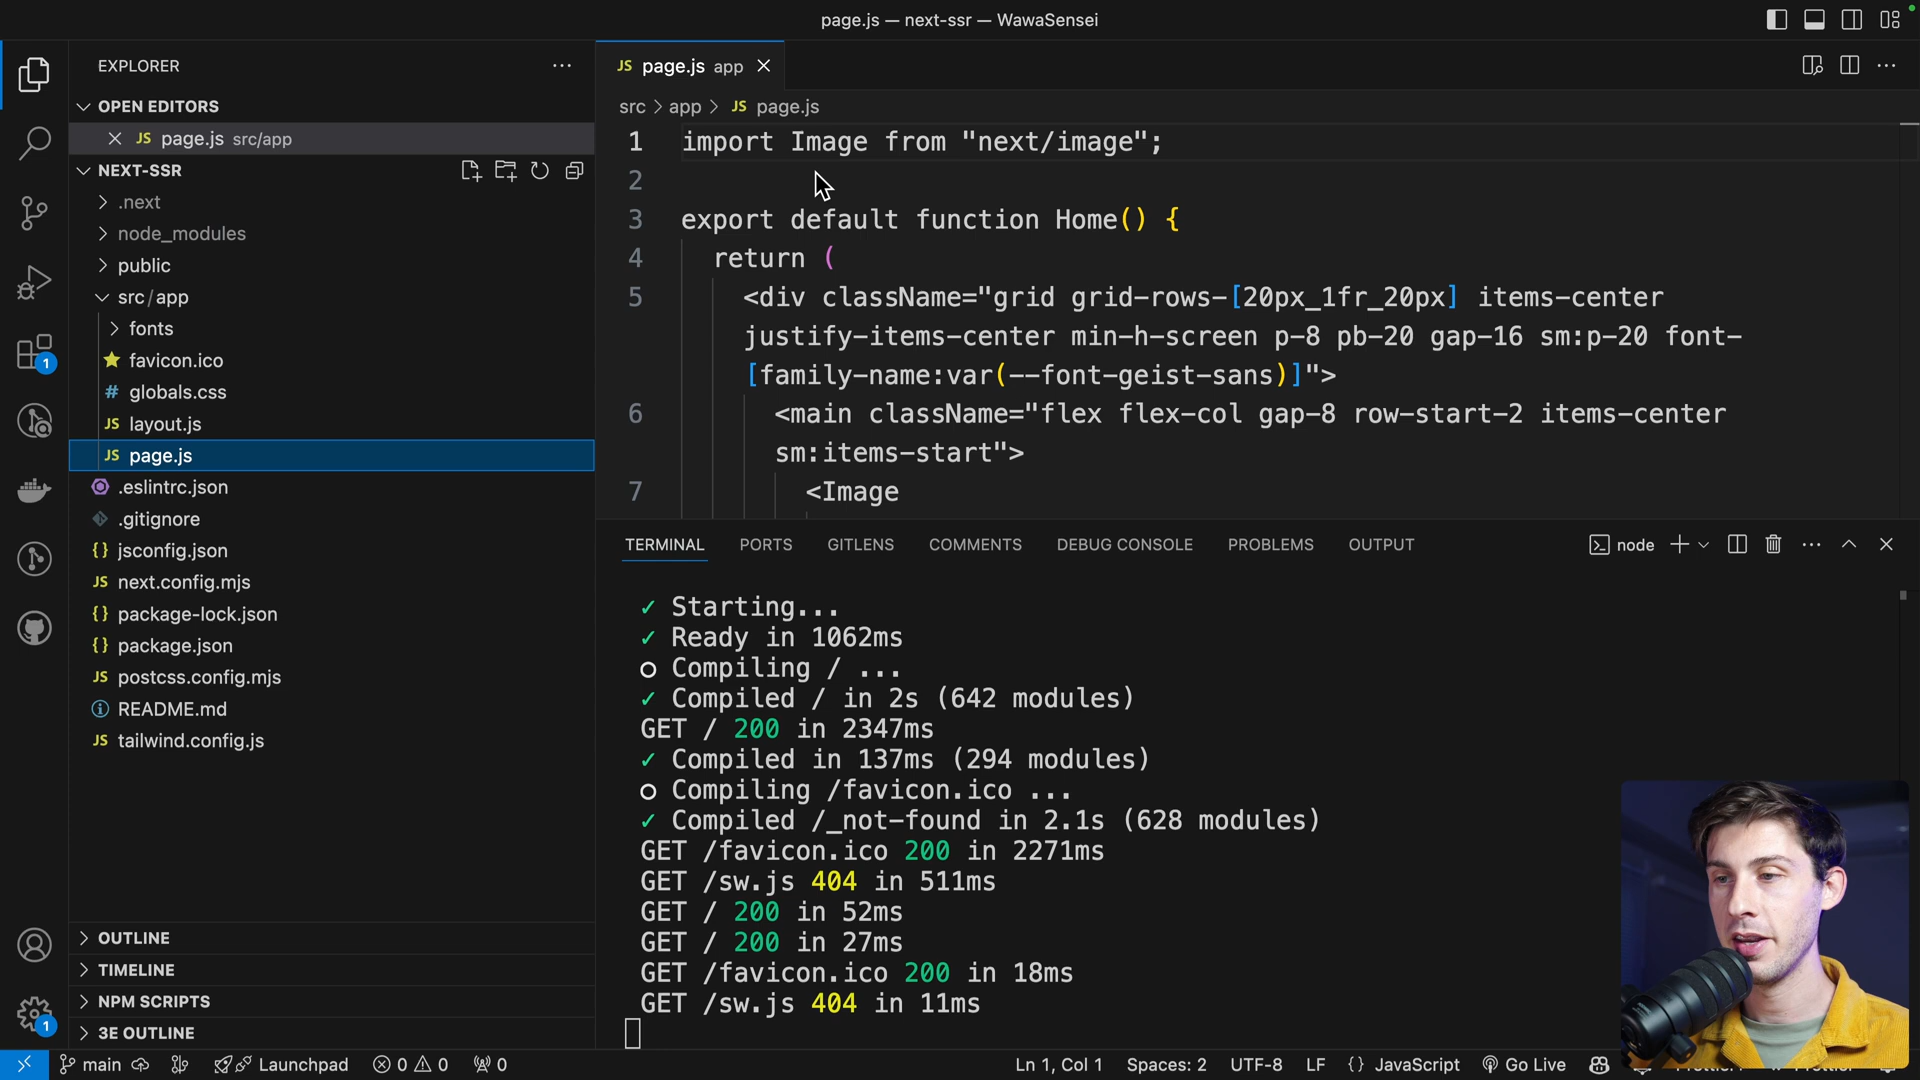 page.js — next-ssr — WawaSensei
EXPLORER
OPEN EDITORS
JS page.js src/app
NEXT-SSR
.next
node_modules
public
src/app
fonts
favicon.ico
# globals.css
JS layout.js
JS page.js
.eslintrc.json
.gitignore
{} jsconfig.json
JS next.config.mjs
{} package-lock.json
{} package.json
JS postcss.config.mjs
README.md
JS tailwind.config.js
OUTLINE
TIMELINE
NPM SCRIPTS
3E OUTLINE
1
1
JS page.js app
src > app > JS page.js
1 import Image from "next/image";
2
3 export default function Home() {
4 return (
5 <div className="grid grid-rows-[20px_1fr_20px] items-center
justify-items-center min-h-screen p-8 pb-20 gap-16 sm:p-20 font-
[family-name:var(--font-geist-sans)]">
6 <main className="flex flex-col gap-8 row-start-2 items-center
sm:items-start">
7 <Image
TERMINAL PORTS GITLENS COMMENTS DEBUG CONSOLE PROBLEMS OUTPUT node
✓ Starting...
✓ Ready in 1062ms
○ Compiling / ...
✓ Compiled / in 2s (642 modules)
GET / 200 in 2347ms
✓ Compiled in 137ms (294 modules)
○ Compiling /favicon.ico ...
✓ Compiled /_not-found in 2.1s (628 modules)
GET /favicon.ico 200 in 2271ms
GET /sw.js 404 in 511ms
GET / 200 in 52ms
GET / 200 in 27ms
GET /favicon.ico 200 in 18ms
GET /sw.js 404 in 11ms
main Launchpad 0 0 0 Ln 1, Col 1 Spaces: 2 UTF-8 LF {} JavaScript Go Live